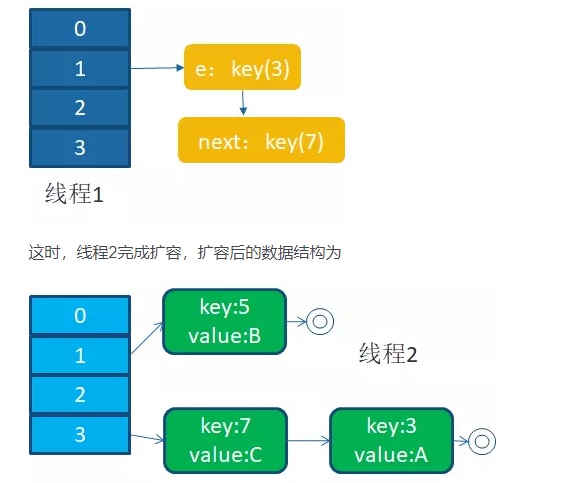 0
1
2
3
e：key(3)
next：key(7)
线程1
这时，线程2完成扩容，扩容后的数据结构为
0
1
2
3
key:5
value:B
线程2
key:7
value:C
key:3
value:A